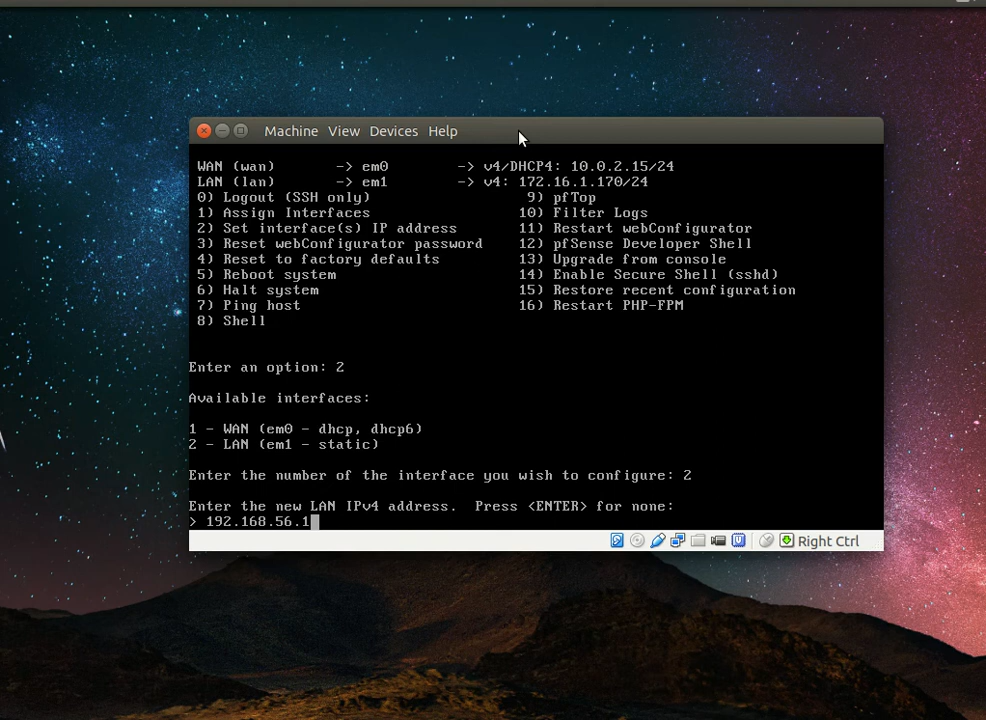 Machine View Devices Help
WAN (wan) -> em0 -> v4/DHCP4: 10.0.2.15/24
LAN (lan) -> em1 -> v4: 172.16.1.170/24
0) Logout (SSH only) 9) pfTop
1) Assign Interfaces 10) Filter Logs
2) Set interface(s) IP address 11) Restart webConfigurator
3) Reset webConfigurator password 12) pfSense Developer Shell
4) Reset to factory defaults 13) Upgrade from console
5) Reboot system 14) Enable Secure Shell (sshd)
6) Halt system 15) Restore recent configuration
7) Ping host 16) Restart PHP-FPM
8) Shell
Enter an option: 2
Available interfaces:
1 - WAN (em0 - dhcp, dhcp6)
2 - LAN (em1 - static)
Enter the number of the interface you wish to configure: 2
Enter the new LAN IPv4 address. Press <ENTER> for none:
> 192.168.56.1
Right Ctrl